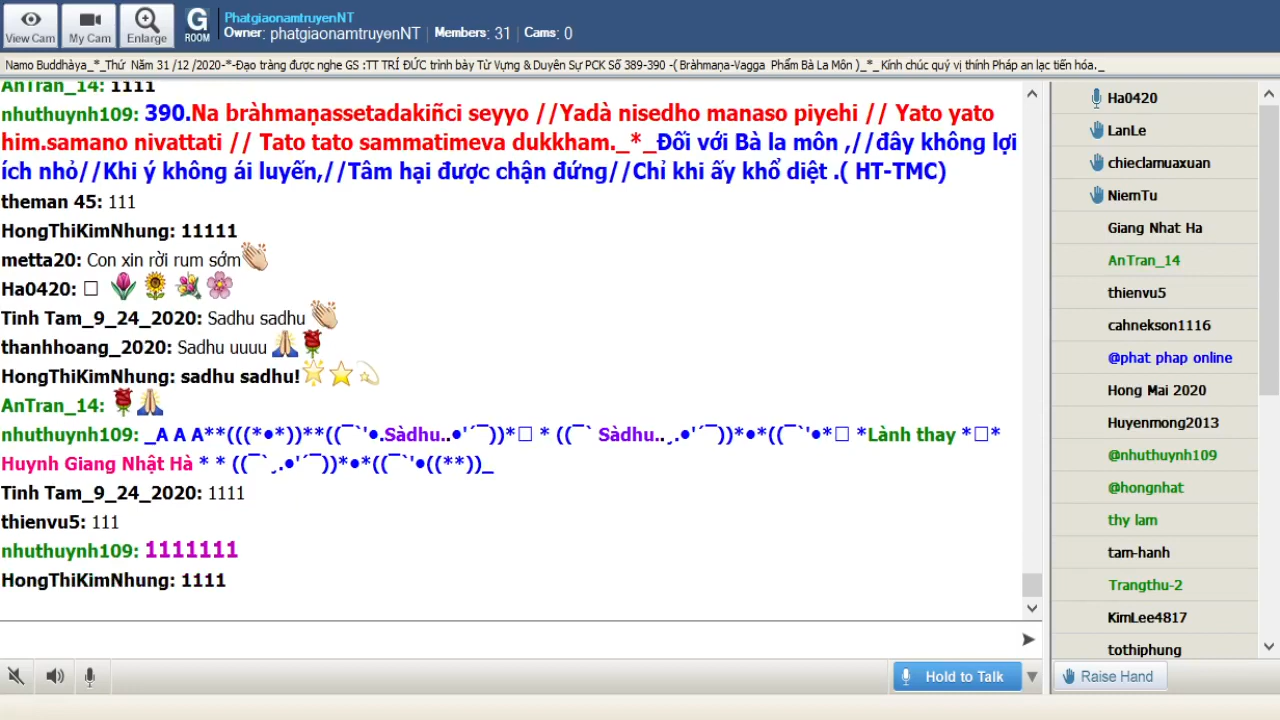 View Cam
My Cam
Enlarge
G
ROOM
PhatgiaonamtruyenNT
Owner: phatgiaonamtruyenNT | Members: 31 | Cams: 0
Namo Buddhàya_*_Thứ Năm 31 /12 /2020-*-Đạo tràng được nghe GS :TT TRÍ ĐỨC trình bày Từ Vựng & Duyên Sự PCK Số 389-390 -( Bràhmaṇa-Vagga Phẩm Bà La Môn )_*_ Kính chúc quý vị thính Pháp an lạc tiến hóa._
AnTran_14: 1111
nhuthuynh109: 390.Na bràhmaṇassetadakiñci seyyo //Yadà nisedho manaso piyehi // Yato yato
him.samano nivattati // Tato tato sammatimeva dukkham._*_Đối với Bà la môn ,//đây không lợi
ích nhỏ//Khi ý không ái luyến,//Tâm hại được chận đứng//Chỉ khi ấy khổ diệt .( HT-TMC)
theman 45: 111
HongThiKimNhung: 11111
metta20: Con xin rời rum sớm
Ha0420:
Tinh Tam_9_24_2020: Sadhu sadhu
thanhhoang_2020: Sadhu uuuu
HongThiKimNhung: sadhu sadhu!
AnTran_14:
nhuthuynh109: _A A A**(((*•*))**((¯`'•.Sàdhu..•'´¯))*□ * ((¯` Sàdhu..¸.•'´¯))*•*((¯`'•*□ *Lành thay *□*
Huynh Giang Nhật Hà * * ((¯`¸.•'´¯))*•*((¯`'•((**))_
Tinh Tam_9_24_2020: 1111
thienvu5: 111
nhuthuynh109: 1111111
HongThiKimNhung: 1111
Hold to Talk
Ha0420
LanLe
chieclamuaxuan
NiemTu
Giang Nhat Ha
AnTran_14
thienvu5
cahnekson1116
@phat phap online
Hong Mai 2020
Huyenmong2013
@nhuthuynh109
@hongnhat
thy lam
tam-hanh
Trangthu-2
KimLee4817
tothiphung
Raise Hand